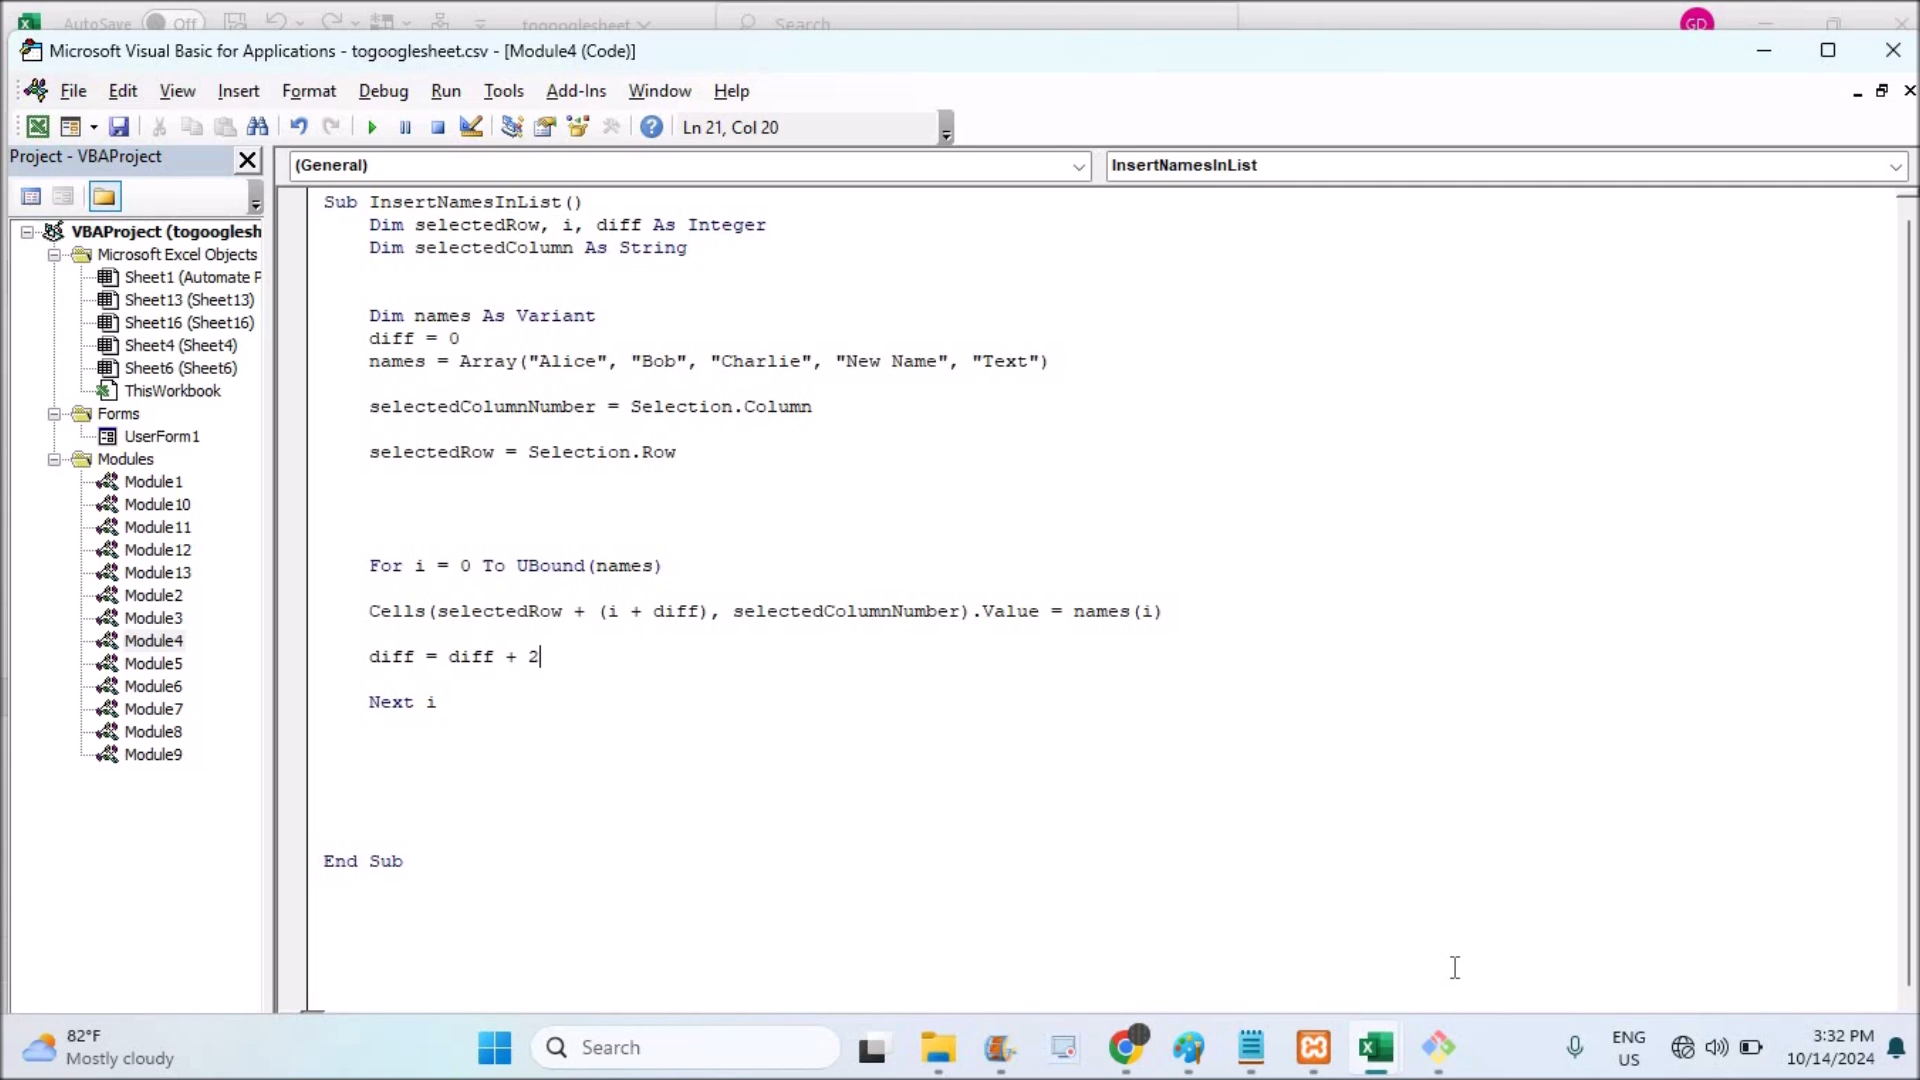 AutoSave Off togooglesheet Search GD
Microsoft Visual Basic for Applications - togooglesheet.csv - [Module4 (Code)]
File Edit View Insert Format Debug Run Tools Add-Ins Window Help
Ln 21, Col 20
Project - VBAProject
(General) InsertNamesInList
VBAProject (togooglesh
Microsoft Excel Objects
Sheet1 (Automate P
Sheet13 (Sheet13)
Sheet16 (Sheet16)
Sheet4 (Sheet4)
Sheet6 (Sheet6)
ThisWorkbook
Forms
UserForm1
Modules
Module1
Module10
Module11
Module12
Module13
Module2
Module3
Module4
Module5
Module6
Module7
Module8
Module9
Sub InsertNamesInList()
Dim selectedRow, i, diff As Integer
Dim selectedColumn As String
Dim names As Variant
diff = 0
names = Array("Alice", "Bob", "Charlie", "New Name", "Text")
selectedColumnNumber = Selection.Column
selectedRow = Selection.Row
For i = 0 To UBound(names)
Cells(selectedRow + (i + diff), selectedColumnNumber).Value = names(i)
diff = diff + 2
Next i
End Sub
82°F
Mostly cloudy
Search
ENG
US
3:32 PM
10/14/2024